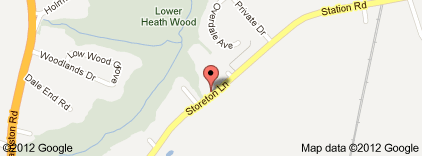 Holm
Lower
Heath Wood
Overdale Ave
Private Dr
Station Rd
Low Wood Grove
Woodlands Dr
Dale End Rd
Storeton Ln
Rd
©2012 Google
Map data ©2012 Google